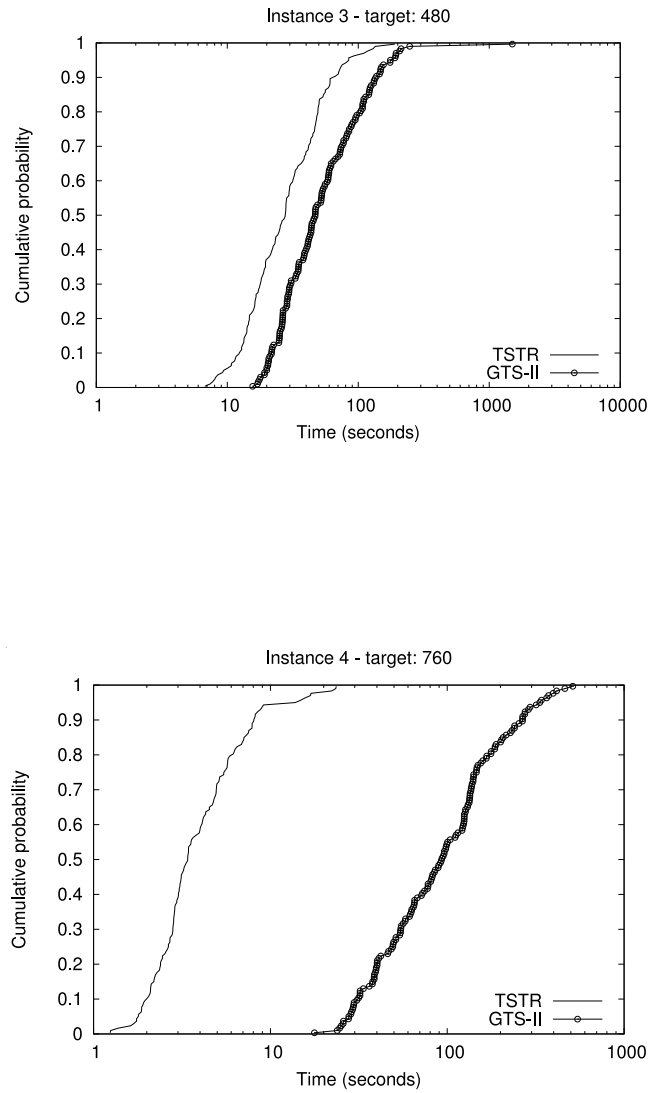 Instance 3 - target: 480
1
0.9
0.8
0.7
0.6
0.5
0.4
0.3
0.2
0.1
0
Cumulative probability
TSTR
GTS-II
1 10 100 1000 10000
Time (seconds)
Instance 4 - target: 760
1
0.9
0.8
0.7
0.6
0.5
0.4
0.3
0.2
0.1
0
Cumulative probability
TSTR
GTS-II
1 10 100 1000
Time (seconds)